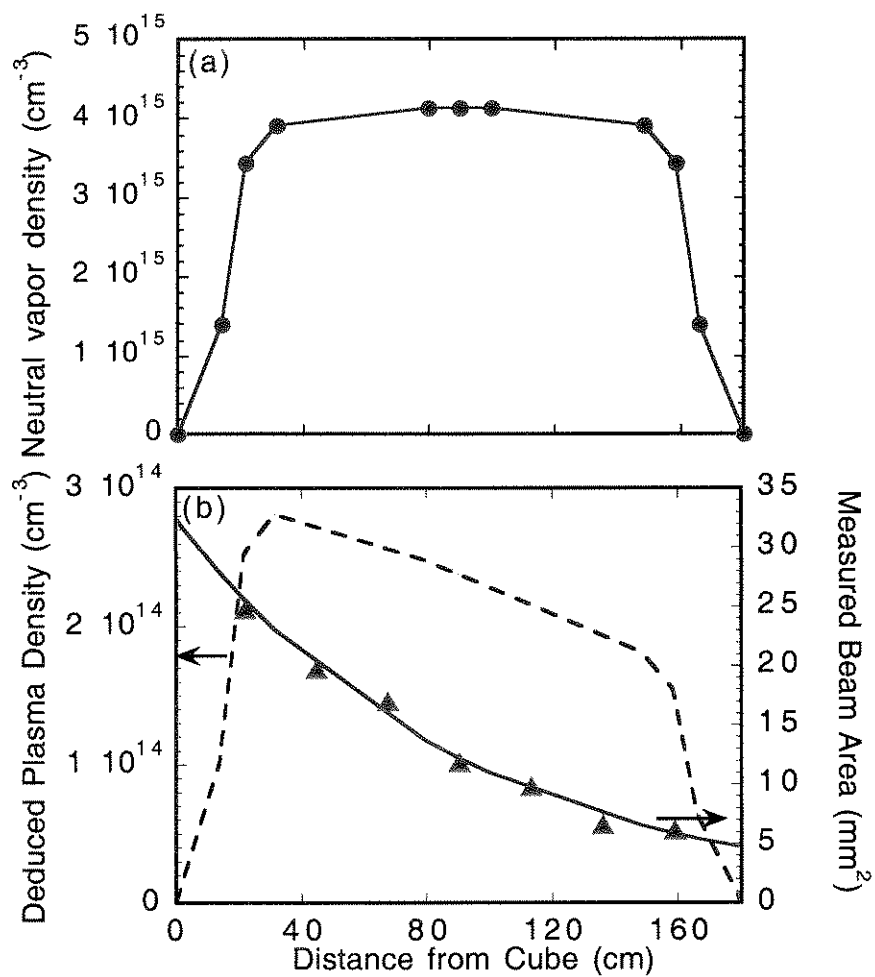 (a)
Neutral vapor density (cm-3)
5 10^15
4 10^15
3 10^15
2 10^15
1 10^15
0
(b)
Deduced Plasma Density (cm-3)
3 10^14
2 10^14
1 10^14
0
35
30
25
20
15
10
5
0
Measured Beam Area (mm2)
0 40 80 120 160
Distance from Cube (cm)